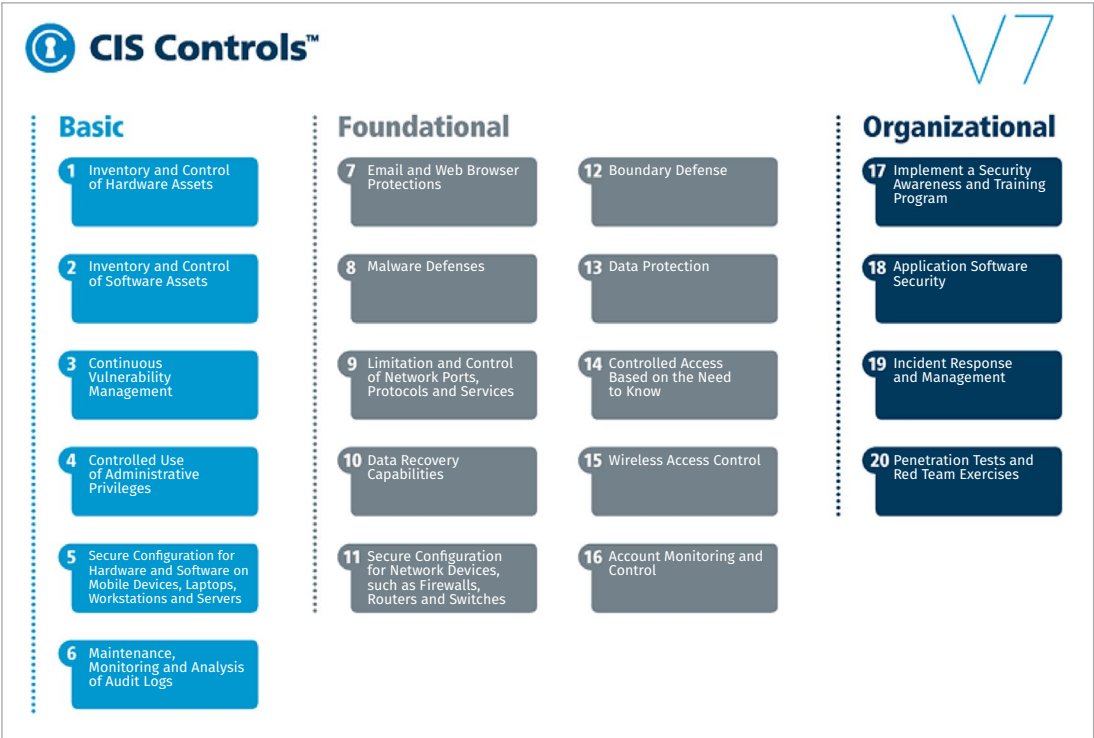 CIS Controls™
V7
Basic
1 Inventory and Control
of Hardware Assets
2 Inventory and Control
of Software Assets
3 Continuous
Vulnerability
Management
4 Controlled Use
of Administrative
Privileges
5 Secure Configuration for
Hardware and Software on
Mobile Devices, Laptops,
Workstations and Servers
6 Maintenance,
Monitoring and Analysis
of Audit Logs
Foundational
7 Email and Web Browser
Protections
8 Malware Defenses
9 Limitation and Control
of Network Ports,
Protocols and Services
10 Data Recovery
Capabilities
11 Secure Configuration
for Network Devices,
such as Firewalls,
Routers and Switches
12 Boundary Defense
13 Data Protection
14 Controlled Access
Based on the Need
to Know
15 Wireless Access Control
16 Account Monitoring and
Control
Organizational
17 Implement a Security
Awareness and Training
Program
18 Application Software
Security
19 Incident Response
and Management
20 Penetration Tests and
Red Team Exercises